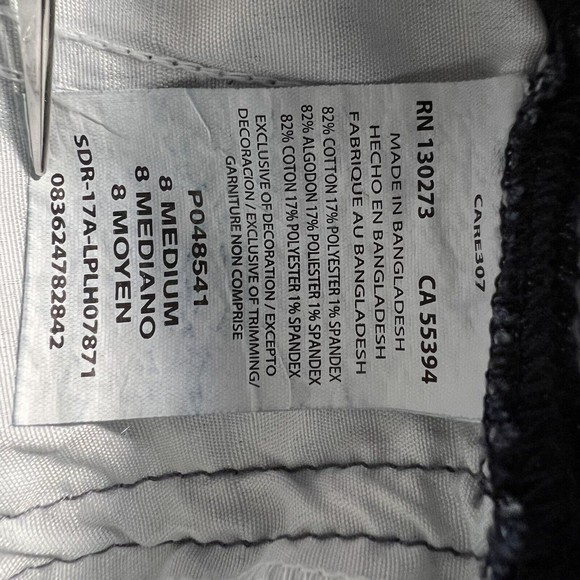 CARE307
RN 130273 CA 55394
MADE IN BANGLADESH
HECHO EN BANGLADESH
FABRIQUE AU BANGLADESH
82% COTTON 17% POLYESTER 1% SPANDEX
82% ALGODON 17% POLIESTER 1% SPANDEX
82% COTON 17% POLYESTER 1% SPANDEX
EXCLUSIVE OF DECORATION / EXCEPTO
DECORACION / EXCLUSIVE OF TRIMMING/
GARNITURE NON COMPRISE
P048541
8 MEDIUM
8 MEDIANO
8 MOYEN
SDR-17A-LPLH07871
083624782842